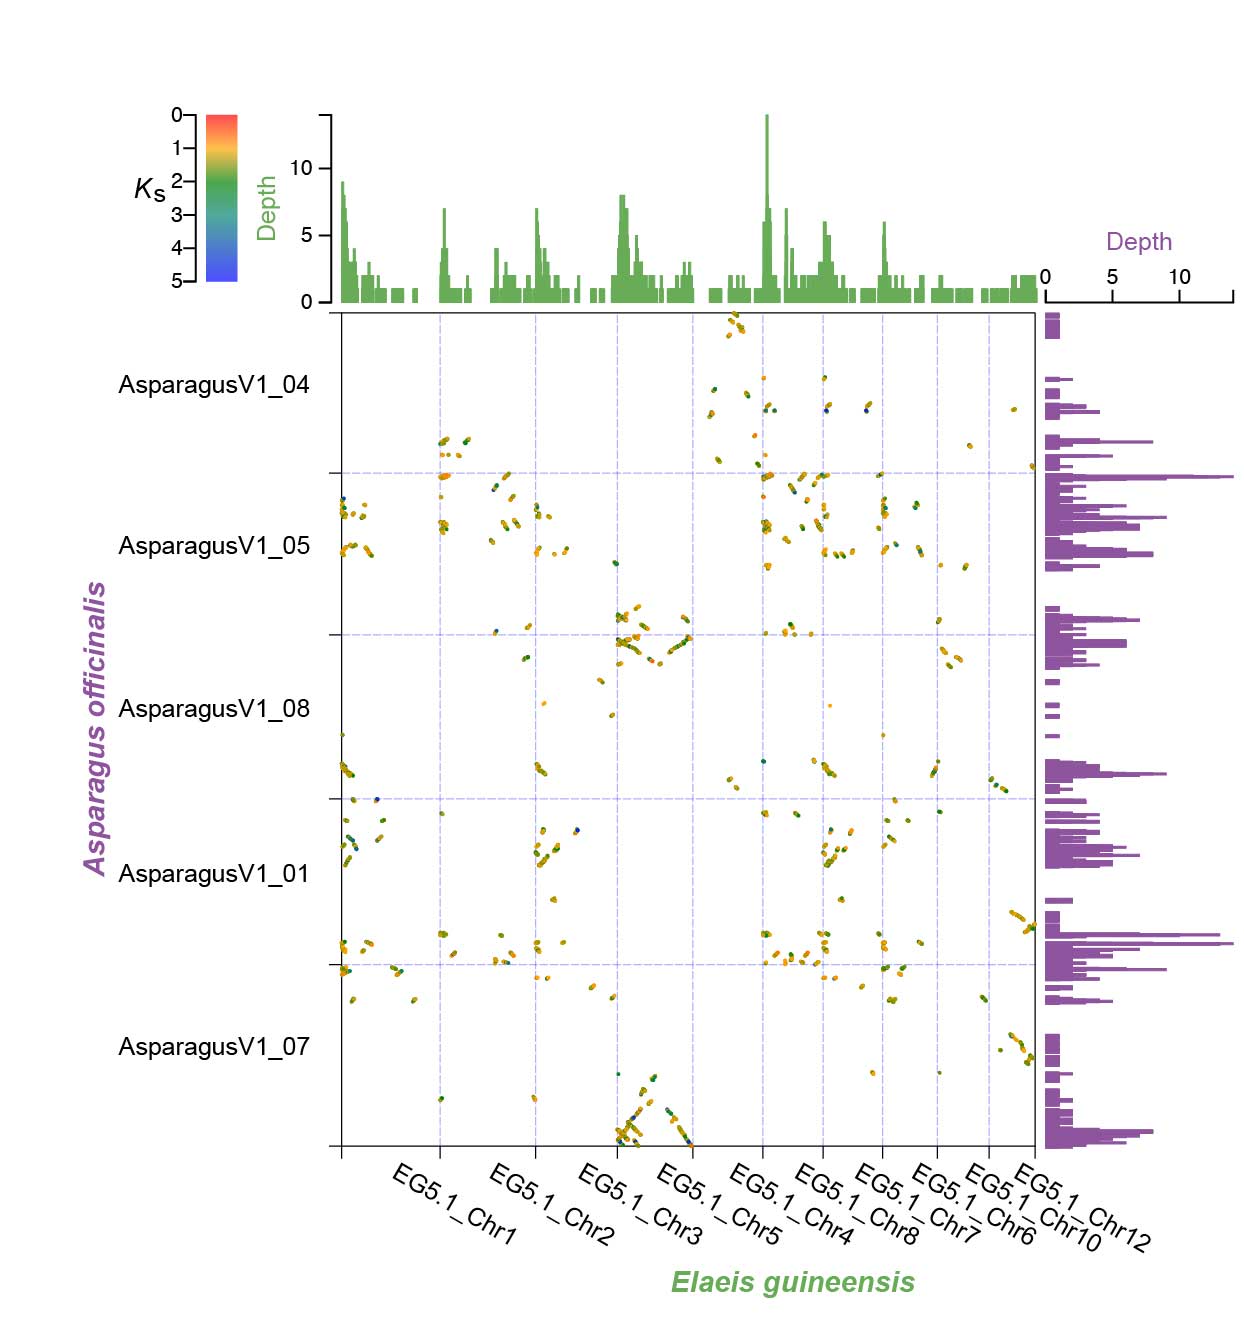 0
1
2
3
4
5
Ks
Depth
10
5
0
Depth
0 5 10
AsparagusV1_04
AsparagusV1_05
AsparagusV1_08
AsparagusV1_01
AsparagusV1_07
Asparagus officinalis
EG5.1_Chr1
EG5.1_Chr2
EG5.1_Chr3
EG5.1_Chr5
EG5.1_Chr4
EG5.1_Chr8
EG5.1_Chr7
EG5.1_Chr6
EG5.1_Chr10
EG5.1_Chr12
Elaeis guineensis